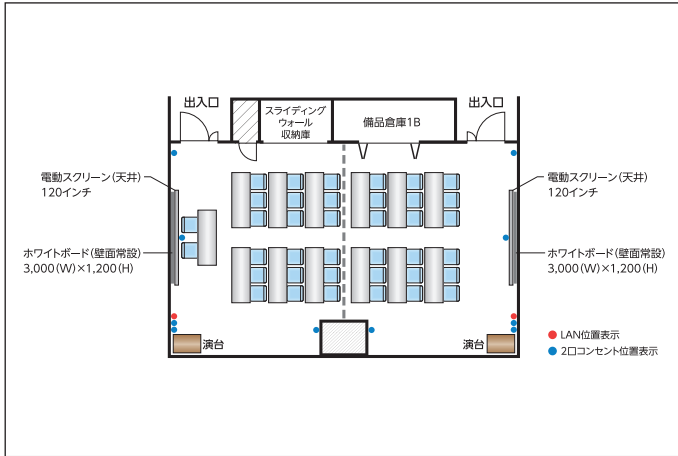 出入口
スライディング
ウォール
収納庫
備品倉庫1B
出入口
電動スクリーン(天井)
120インチ
電動スクリーン(天井)
120インチ
ホワイトボード(壁面常設)
3,000(W)×1,200(H)
ホワイトボード(壁面常設)
3,000(W)×1,200(H)
演台
演台
LAN位置表示
2口コンセント位置表示